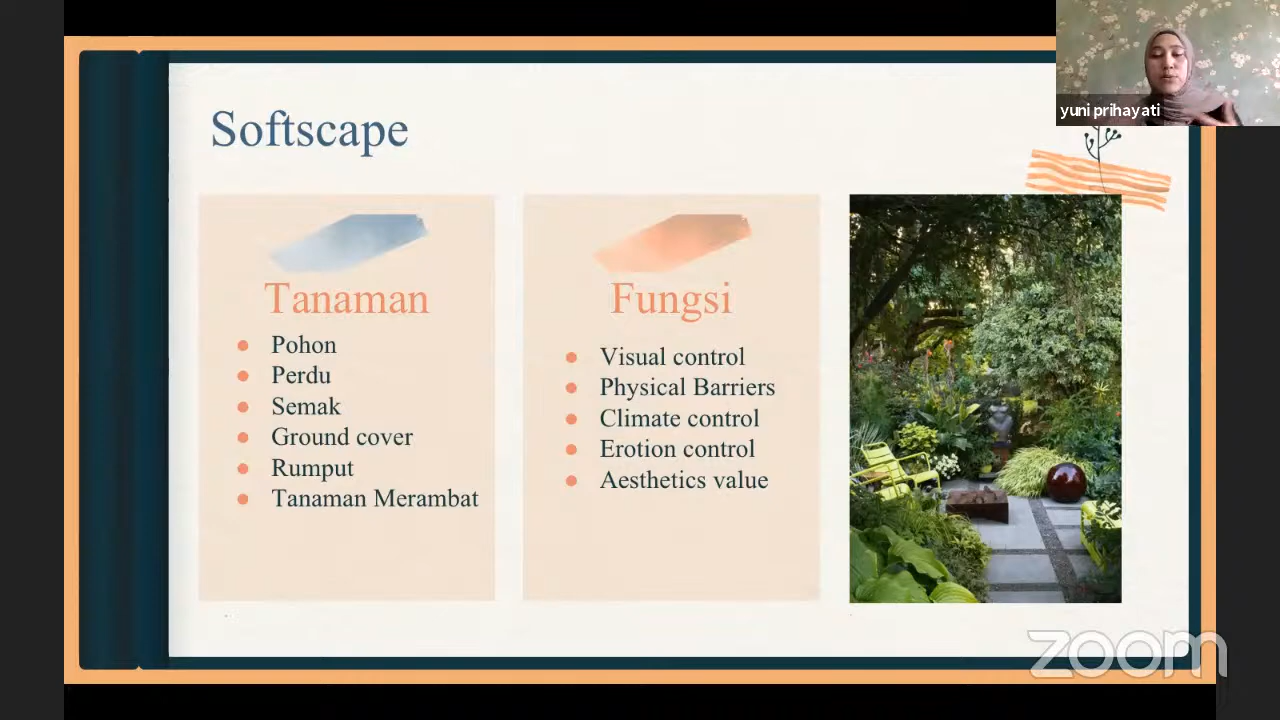 yuni prihayati
Softscape
Tanaman
Pohon
Perdu
Semak
Ground cover
Rumput
Tanaman Merambat
Fungsi
Visual control
Physical Barriers
Climate control
Erotion control
Aesthetics value
zoom